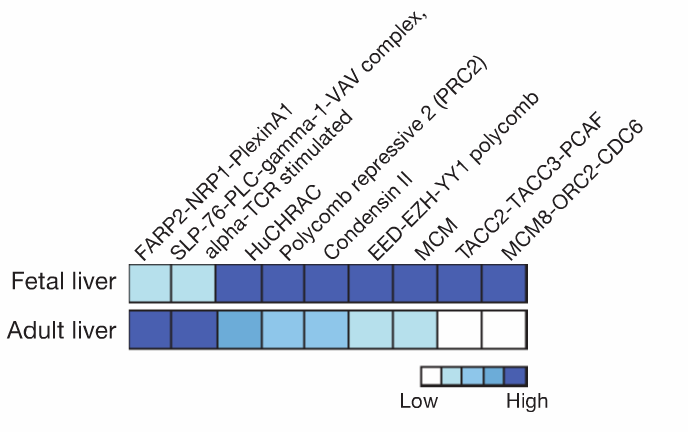 FARP2-NRP1-PlexinA1
SLP-76-PLC-gamma-1-VAV complex,
alpha-TCR stimulated
HuCHRAC
Polycomb repressive 2 (PRC2)
Condensin II
EED-EZH-YY1 polycomb
MCM
TACC2-TACC3-PCAF
MCM8-ORC2-CDC6
Fetal liver
Adult liver
Low
High